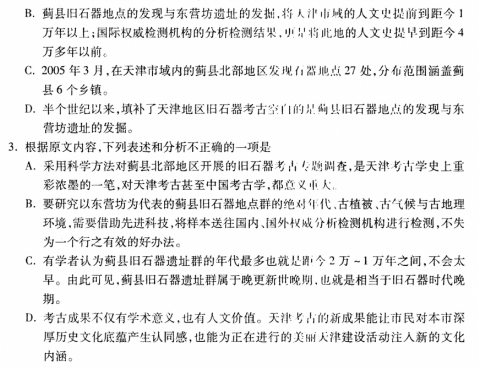 B. 蓟县旧石器地点的发现与东营坊遗址的发掘,将天津市域的人文史提前到距今1
万年以上;国际权威检测机构的分析检测结果,更是将此地的人文史提早到距今4
万多年以前。
C. 2005年3月,在天津市域内的蓟县北部地区发现石器地点27处,分布范围涵盖蓟
县6个乡镇。
D. 半个世纪以来,填补了天津地区旧石器考古空白的是蓟县旧石器地点的发现与东
营坊遗址的发掘。
3. 根据原文内容,下列表述和分析不正确的一项是
A. 采用科学方法对蓟县北部地区开展的旧石器考古专题调查,是天津考古学史上重
彩浓墨的一笔,对天津考古甚至中国考古学,都意义重大。
B. 要研究以东营坊为代表的蓟县旧石器地点群的绝对年代、古植被、古气候与古地理
环境,需要借助先进科技,将样本送往国内、国外权威分析检测机构进行检测,不失
为一个行之有效的好办法。
C. 有学者认为蓟县旧石器遗址群的年代最多也就是距今2万~1万年之间,不会太
早。由此可见,蓟县旧石器遗址群属于晚更新世晚期,也就是相当于旧石器时代晚
期。
D. 考古成果不仅有学术意义,也有人文价值。天津考古的新成果能让市民对本市深
厚历史文化底蕴产生认同感,也能为正在进行的美丽天津建设活动注入新的文化
内涵。